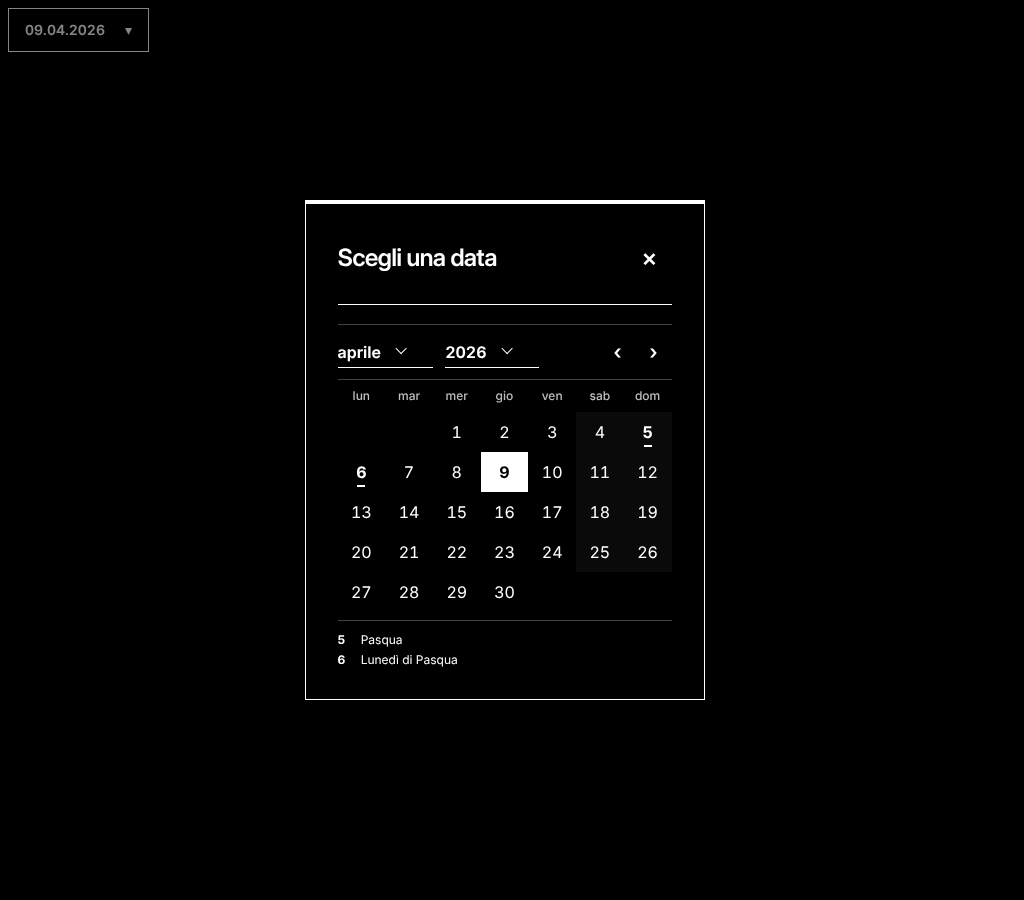 09.04.2026 ▾
Scegli una data ×
aprile 2026 ‹ ›
lun mar mer gio ven sab dom
1 2 3 4 5
6 7 8 9 10 11 12
13 14 15 16 17 18 19
20 21 22 23 24 25 26
27 28 29 30
5 Pasqua
6 Lunedì di Pasqua